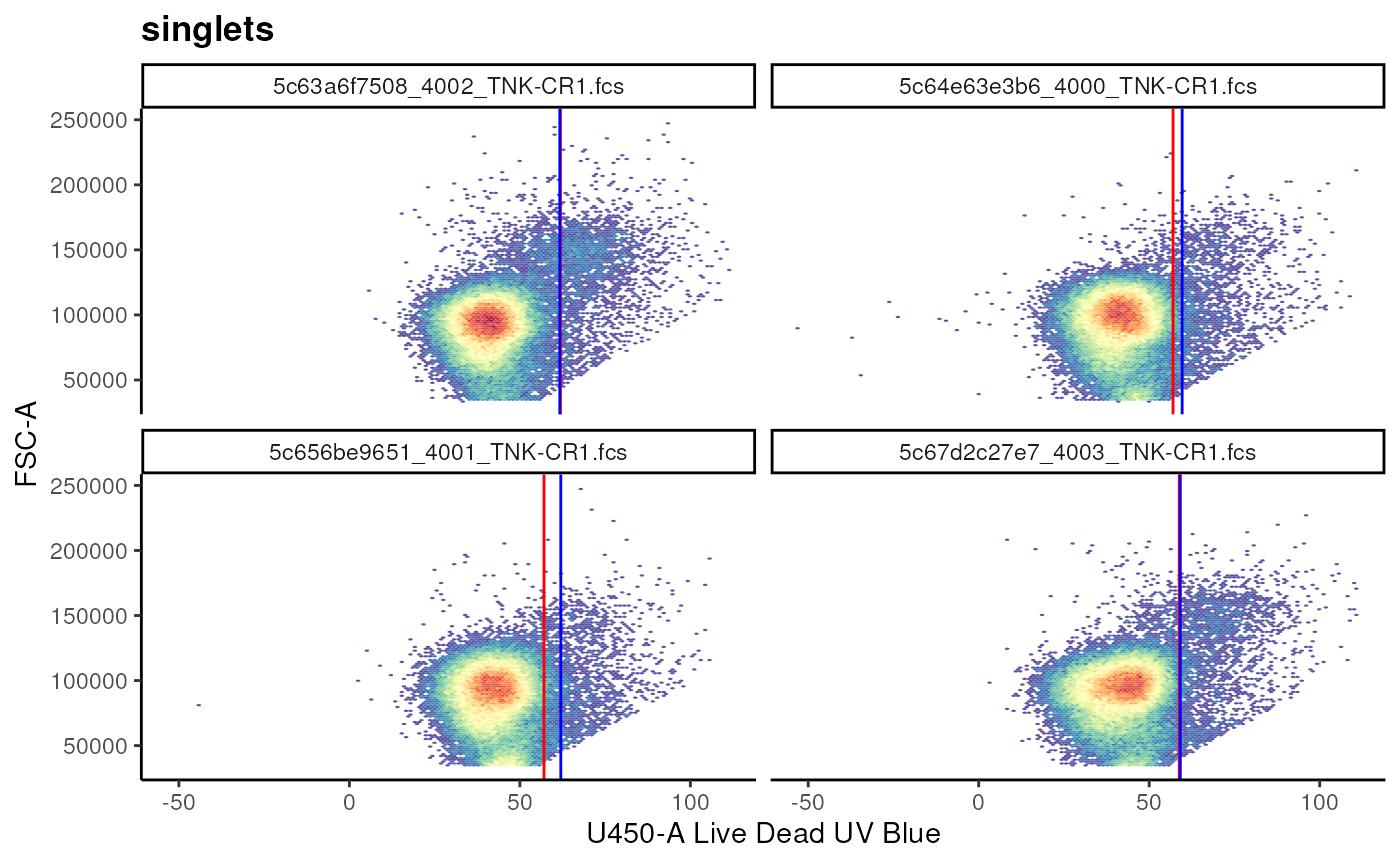 singlets
5c63a6f7508_4002_TNK-CR1.fcs
5c64e63e3b6_4000_TNK-CR1.fcs
250000
200000
150000
100000
50000
5c656be9651_4001_TNK-CR1.fcs
5c67d2c27e7_4003_TNK-CR1.fcs
250000
200000
150000
100000
50000
FSC-A
-50 0 50 100
-50 0 50 100
U450-A Live Dead UV Blue